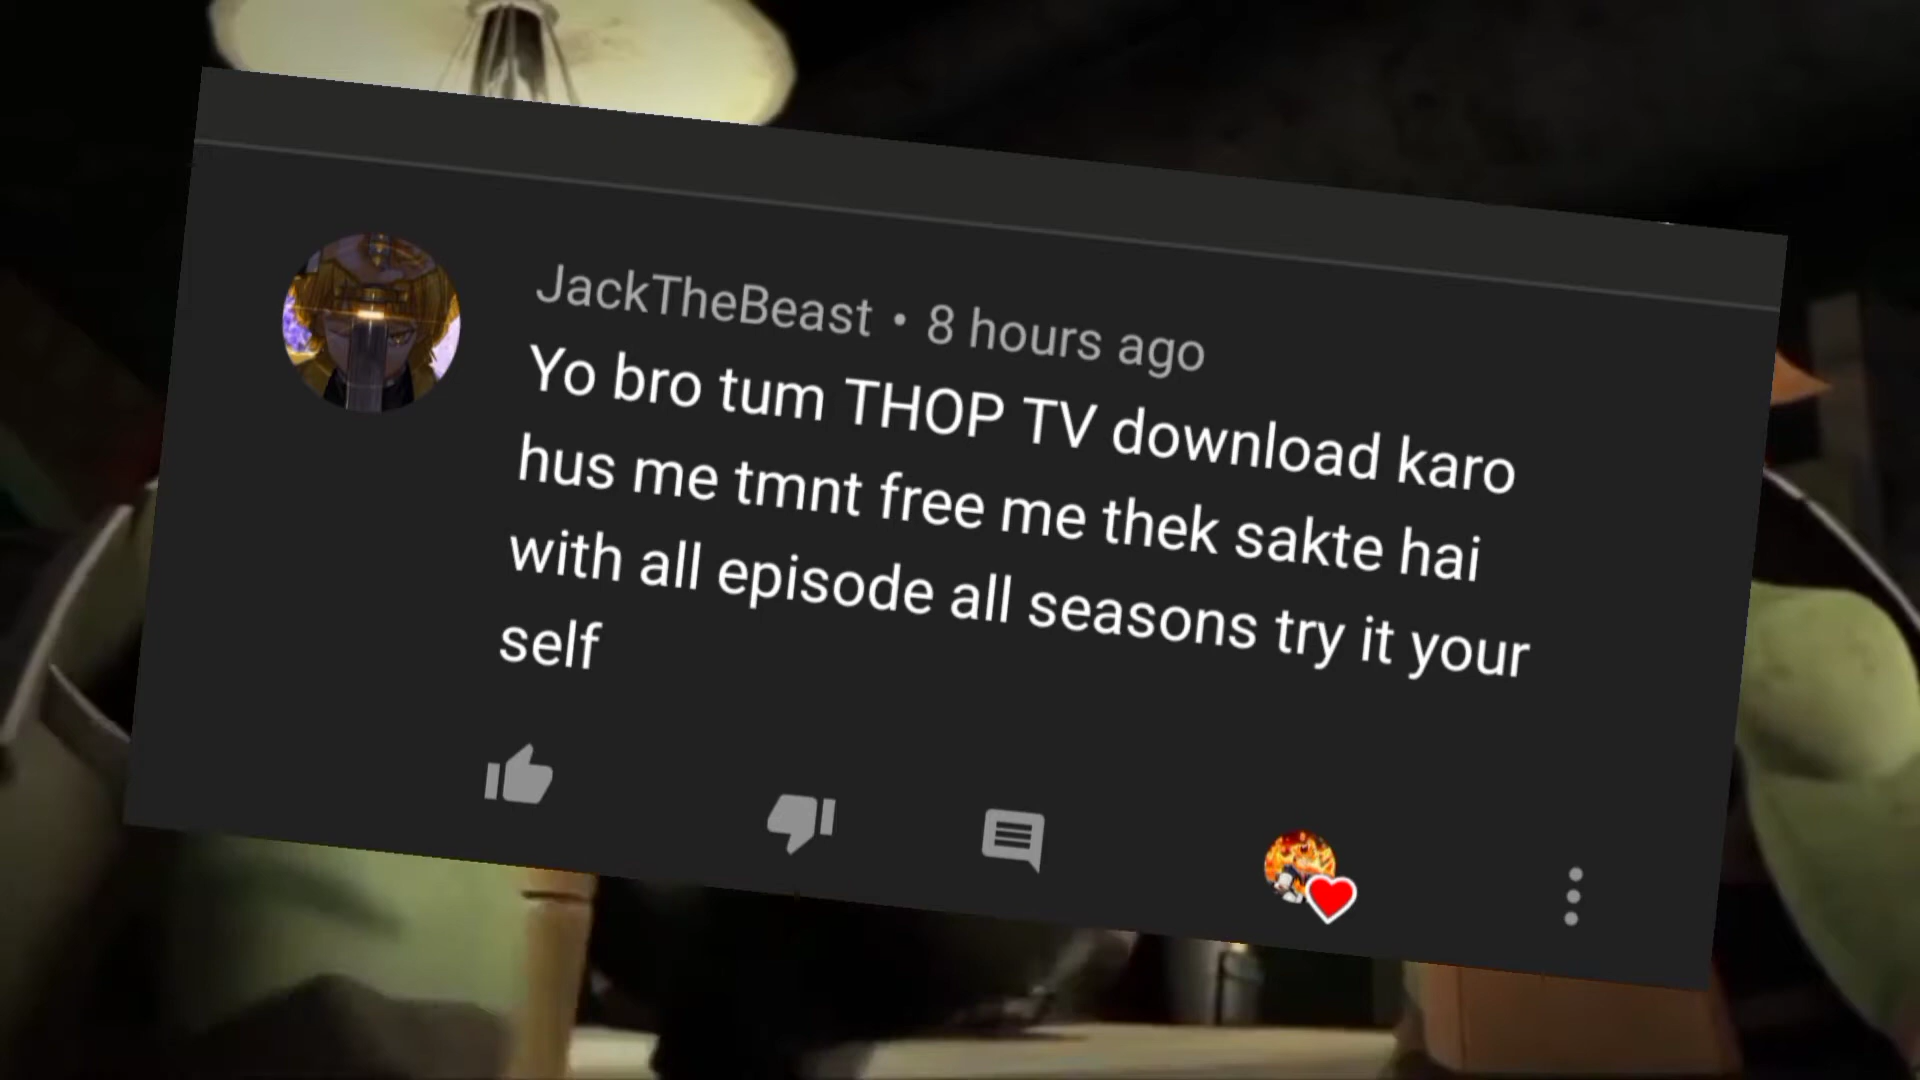 JackTheBeast • 8 hours ago
Yo bro tum THOP TV download karo
hus me tmnt free me thek sakte hai
with all episode all seasons try it your
self